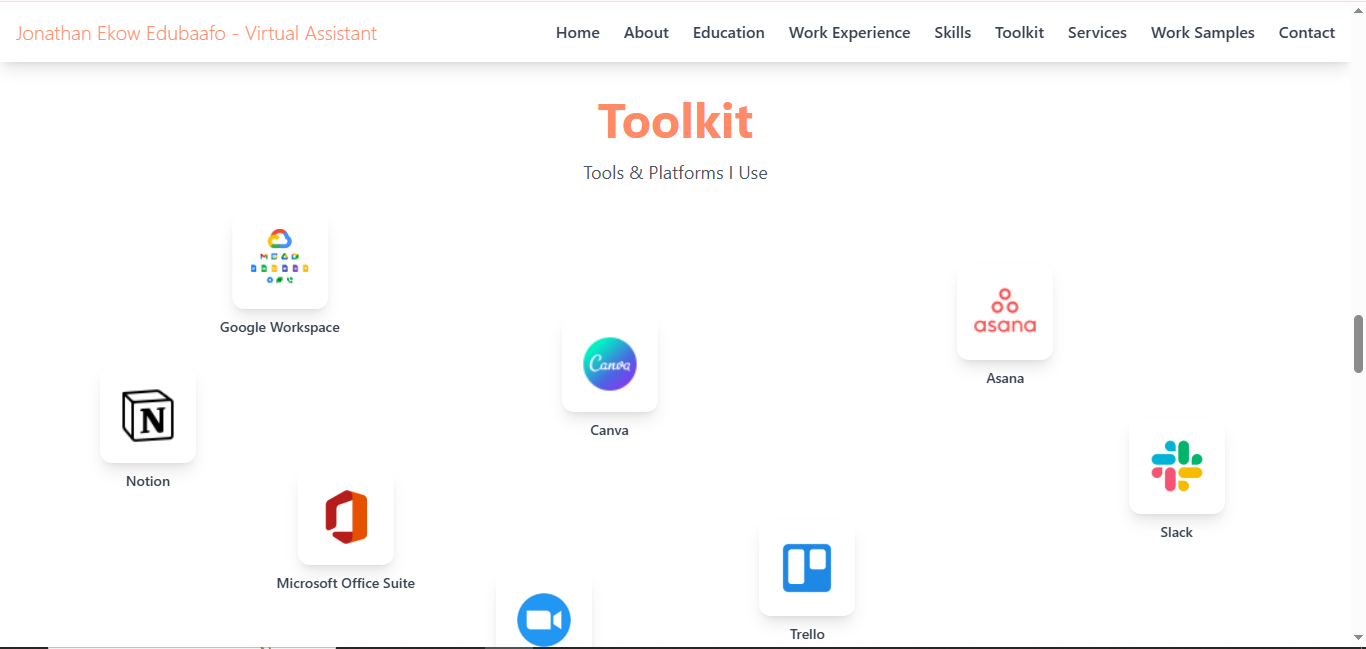 Jonathan Ekow Edubaafo - Virtual Assistant
Home About Education Work Experience Skills Toolkit Services Work Samples Contact
Toolkit
Tools & Platforms I Use
Google Workspace
asana
Asana
Canva
Canva
N
Notion
Slack
Microsoft Office Suite
Trello